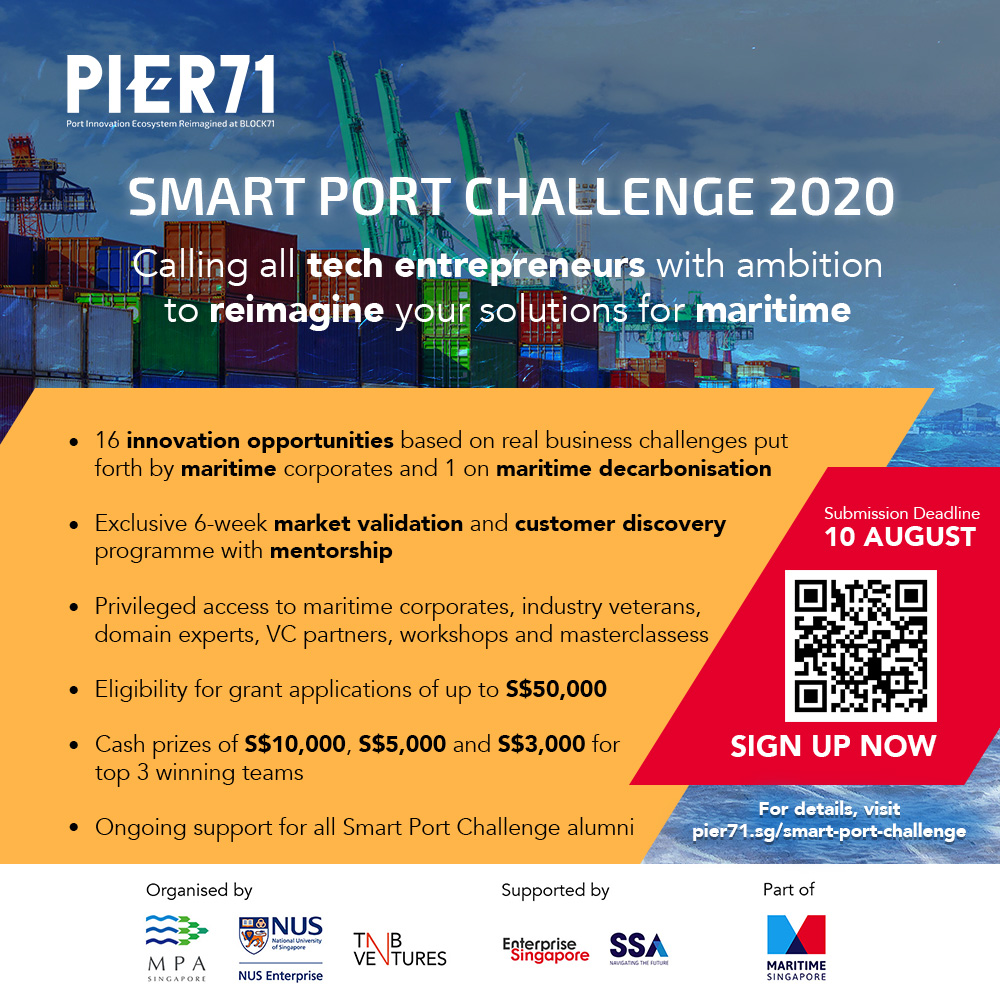 PIER71
Port Innovation Ecosystem Reimagined at BLOCK71
SMART PORT CHALLENGE 2020
Calling all tech entrepreneurs with ambition
to reimagine your solutions for maritime
• 16 innovation opportunities based on real business challenges put
forth by maritime corporates and 1 on maritime decarbonisation
• Exclusive 6-week market validation and customer discovery
programme with mentorship
• Privileged access to maritime corporates, industry veterans,
domain experts, VC partners, workshops and masterclassess
• Eligibility for grant applications of up to S$50,000
• Cash prizes of S$10,000, S$5,000 and S$3,000 for
top 3 winning teams
• Ongoing support for all Smart Port Challenge alumni
Submission Deadline
10 AUGUST
SIGN UP NOW
For details, visit
pier71.sg/smart-port-challenge
Organised by
MPA
SINGAPORE
NUS
National University
of Singapore
NUS Enterprise
TNB
VENTURES
Supported by
Enterprise
Singapore
SSA
NAVIGATING THE FUTURE
Part of
MARITIME
SINGAPORE